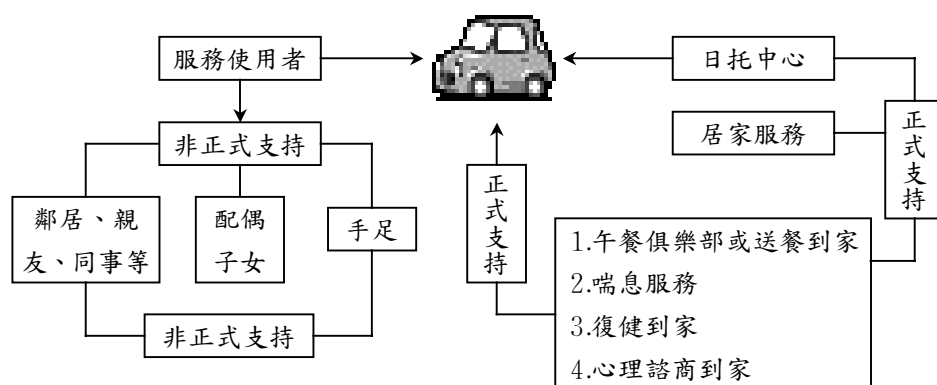 服務使用者
日托中心
非正式支持
居家服務
正式支持
正式支持
鄰居、親
友、同事等
配偶
子女
手足
1.午餐俱樂部或送餐到家
2.喘息服務
3.復健到家
4.心理諮商到家
非正式支持